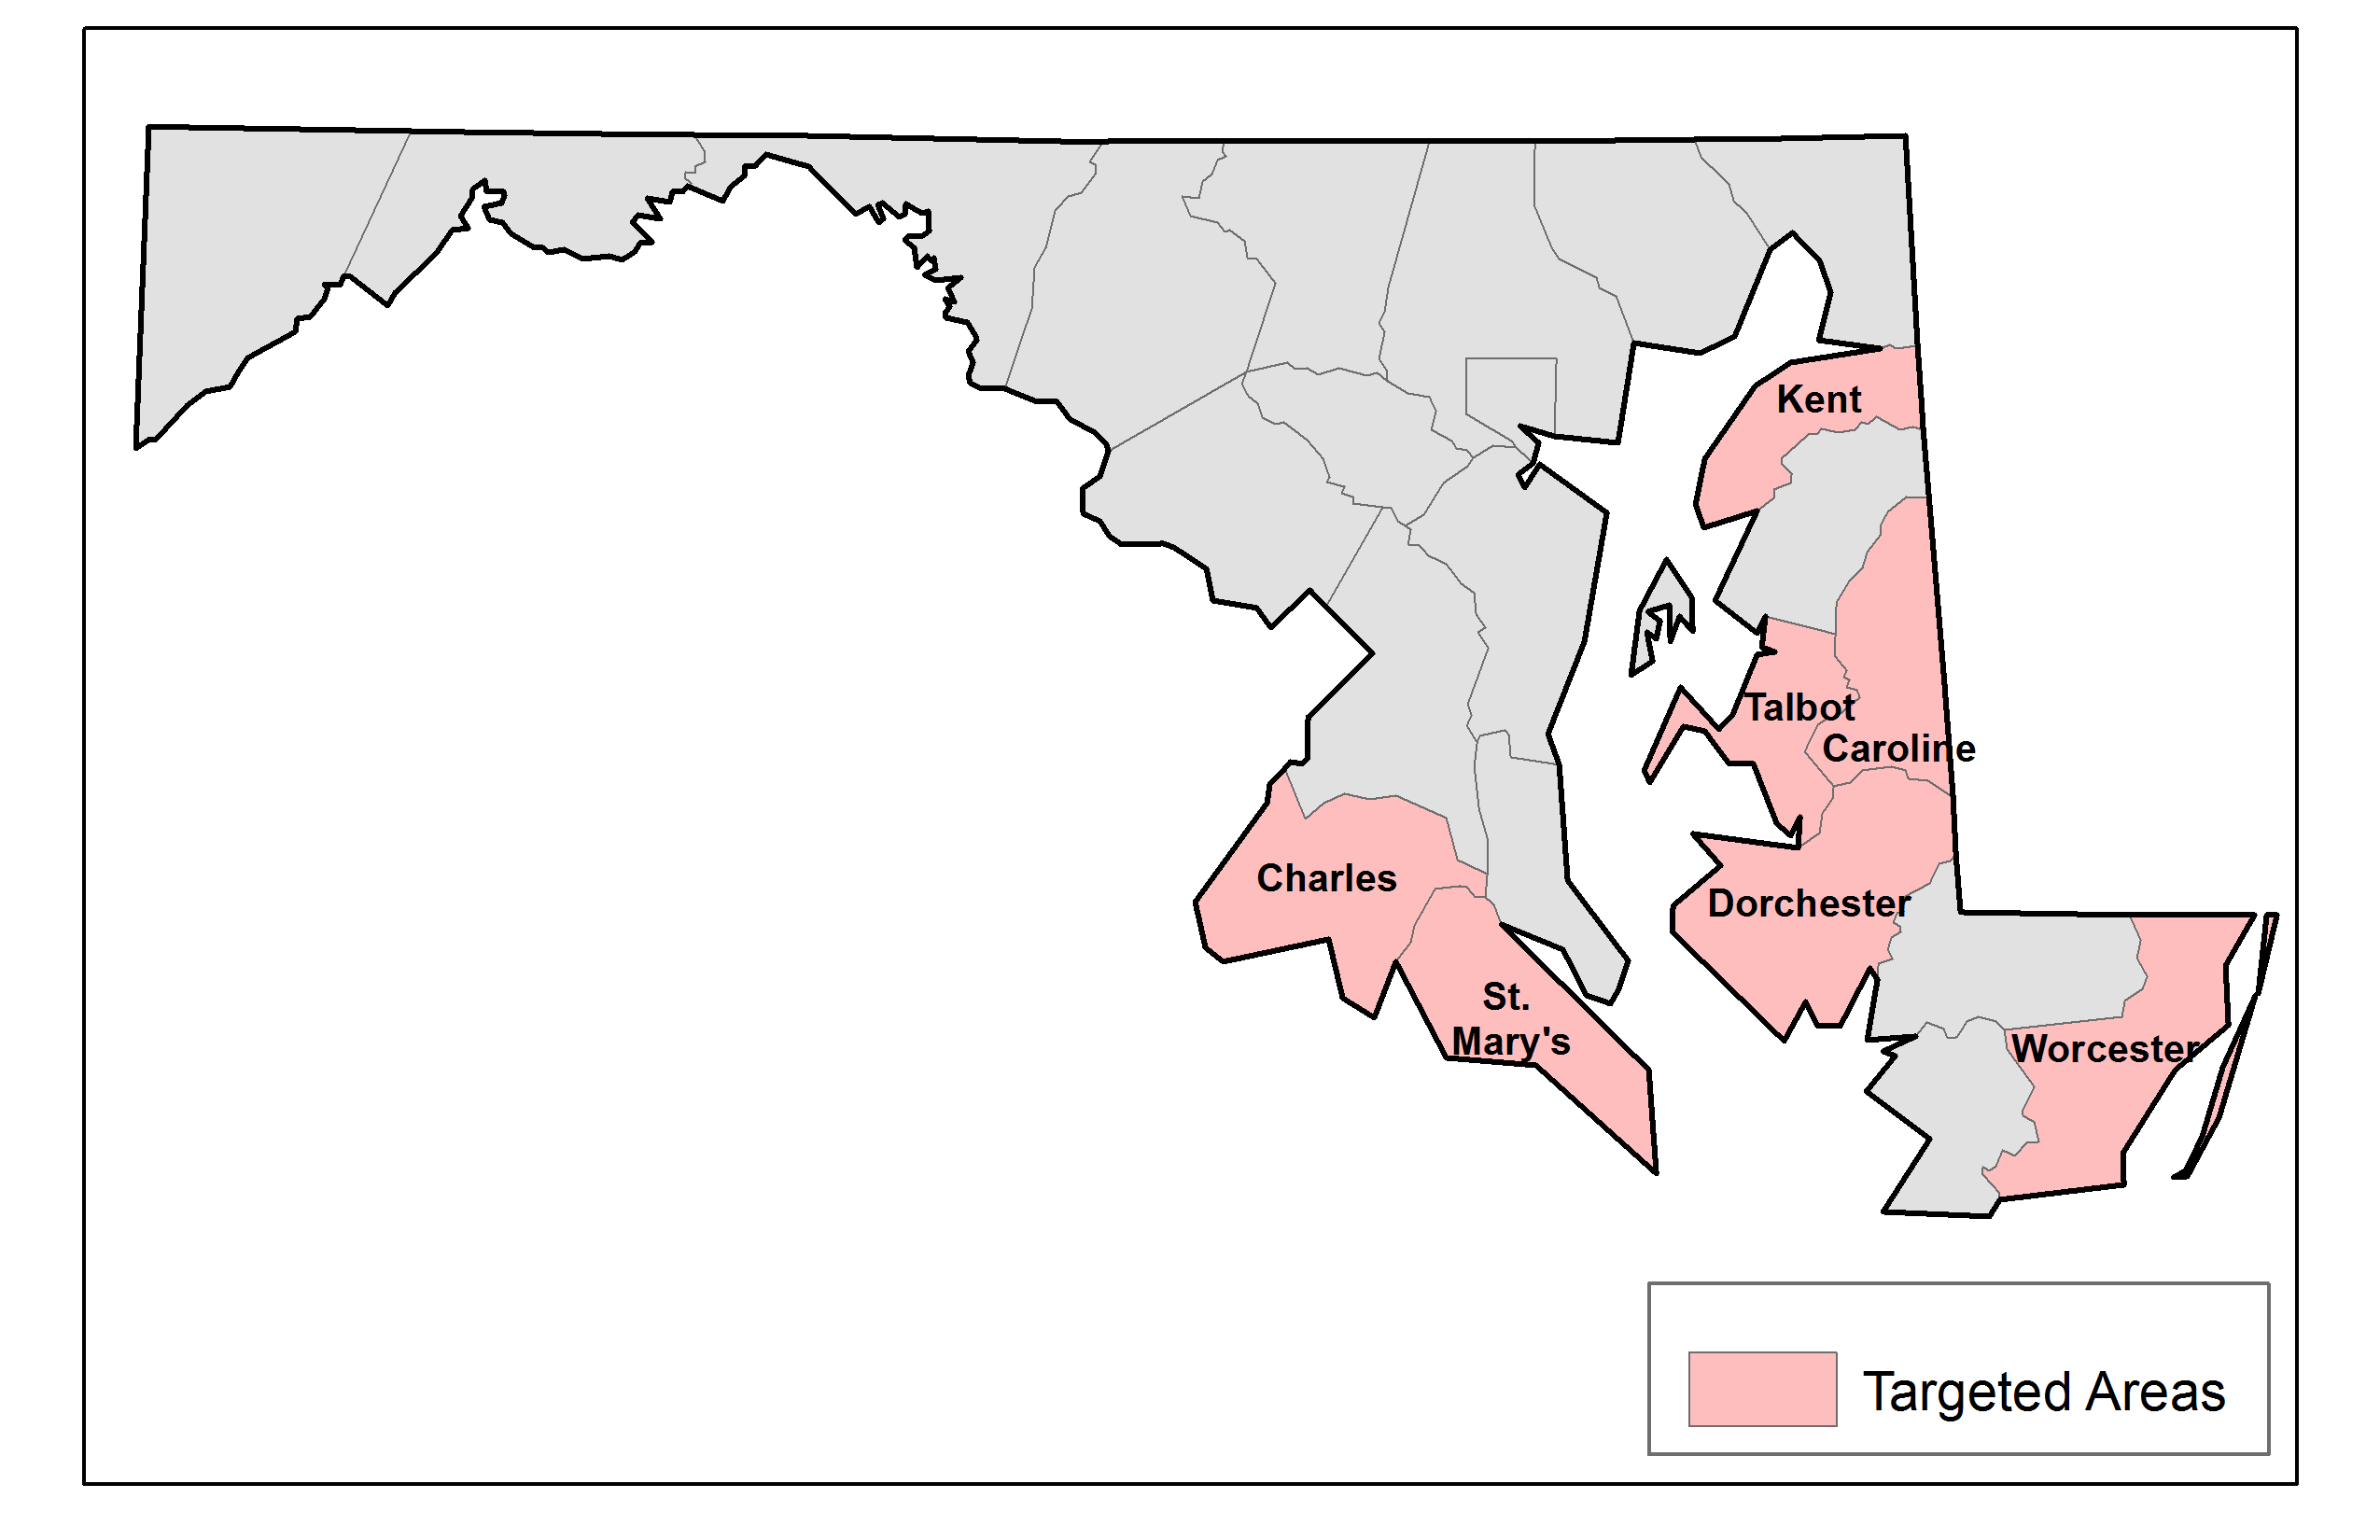 Kent
Talbot
Caroline
Charles
Dorchester
St.
Mary's
Worcester
Targeted Areas